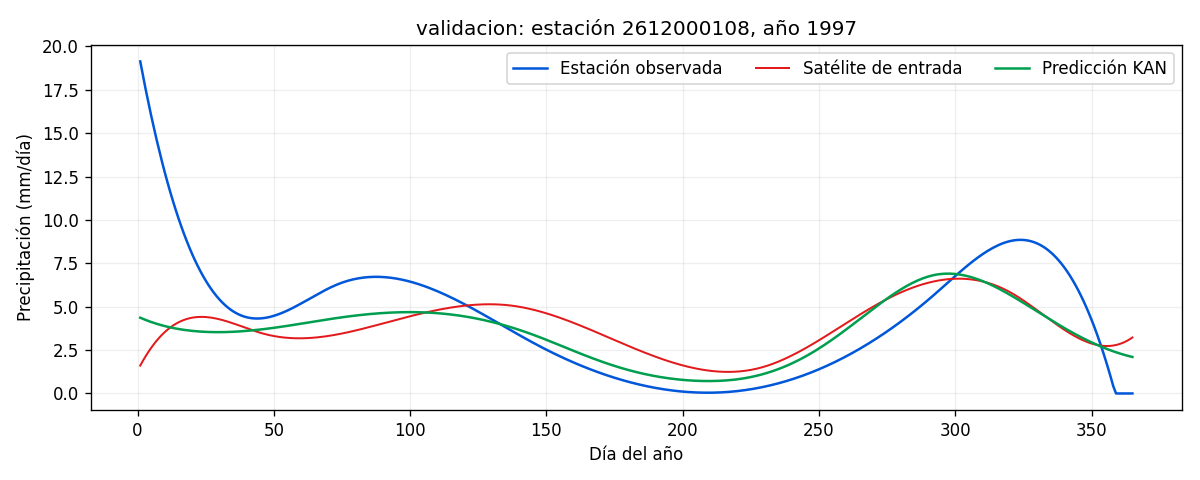 validacion: estación 2612000108, año 1997
Estación observada
Satélite de entrada
Predicción KAN
Precipitación (mm/día)
20.0
17.5
15.0
12.5
10.0
7.5
5.0
2.5
0.0
0
50
100
150
200
250
300
350
Día del año